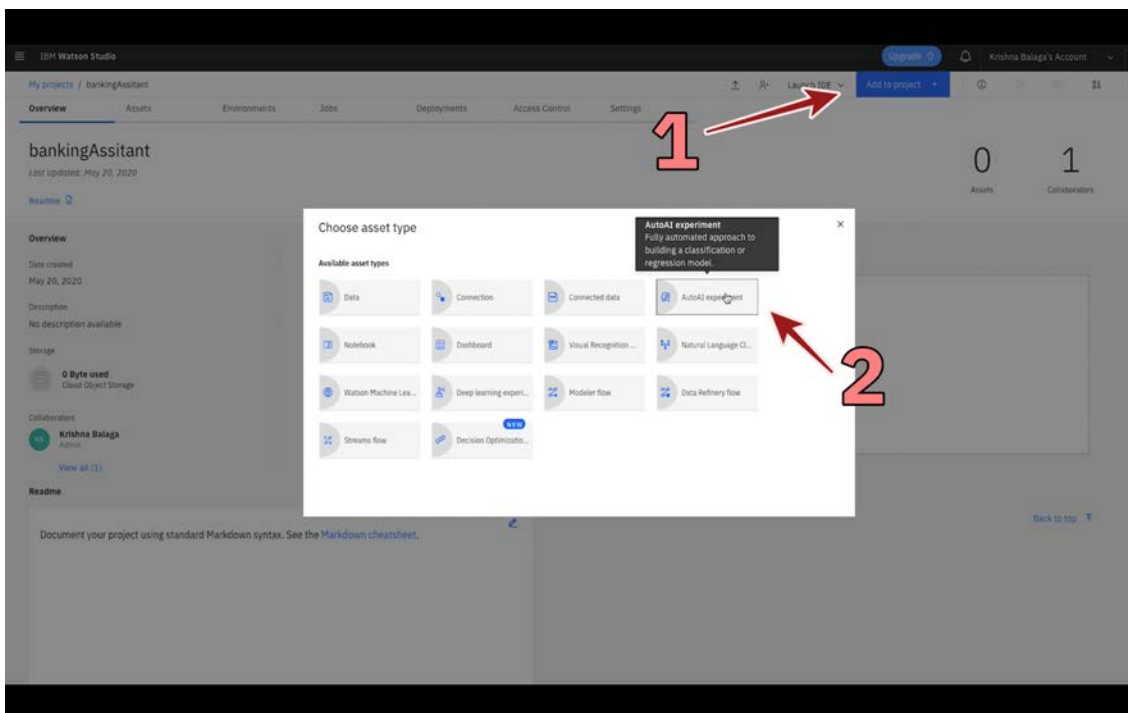 IBM Watson Studio
Upgrade
Krishna Balaga's Account
My projects / bankingAssitant
Launch IDE
Add to project +
Overview
Assets
Environments
Jobs
Deployments
Access Control
Settings
1
bankingAssitant
Last Updated: May 20, 2020
Readme
0
Assets
1
Collaborators
Overview
Date created
May 20, 2020
Description
No description available
Storage
0 Byte used
Cloud Object Storage
Collaborators
KB
Krishna Balaga
Admin
View all (1)
Readme
Document your project using standard Markdown syntax. See the Markdown cheatsheet.
Choose asset type
Available asset types
AutoAI experiment
Fully automated approach to
building a classification or
regression model.
Data
Connection
Connected data
AutoAI experiment
Notebook
Dashboard
Visual Recognition ...
Natural Language Cl...
Watson Machine Lea...
Deep learning experi...
Modeler flow
Data Refinery flow
Streams flow
NEW
Decision Optimizatio...
2
Back to top